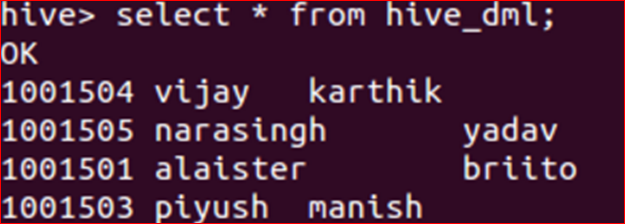 hive> select * from hive_dml;
OK
1001504 vijay   karthik
1001505 narasingh       yadav
1001501 alaister        briito
1001503 piyush  manish